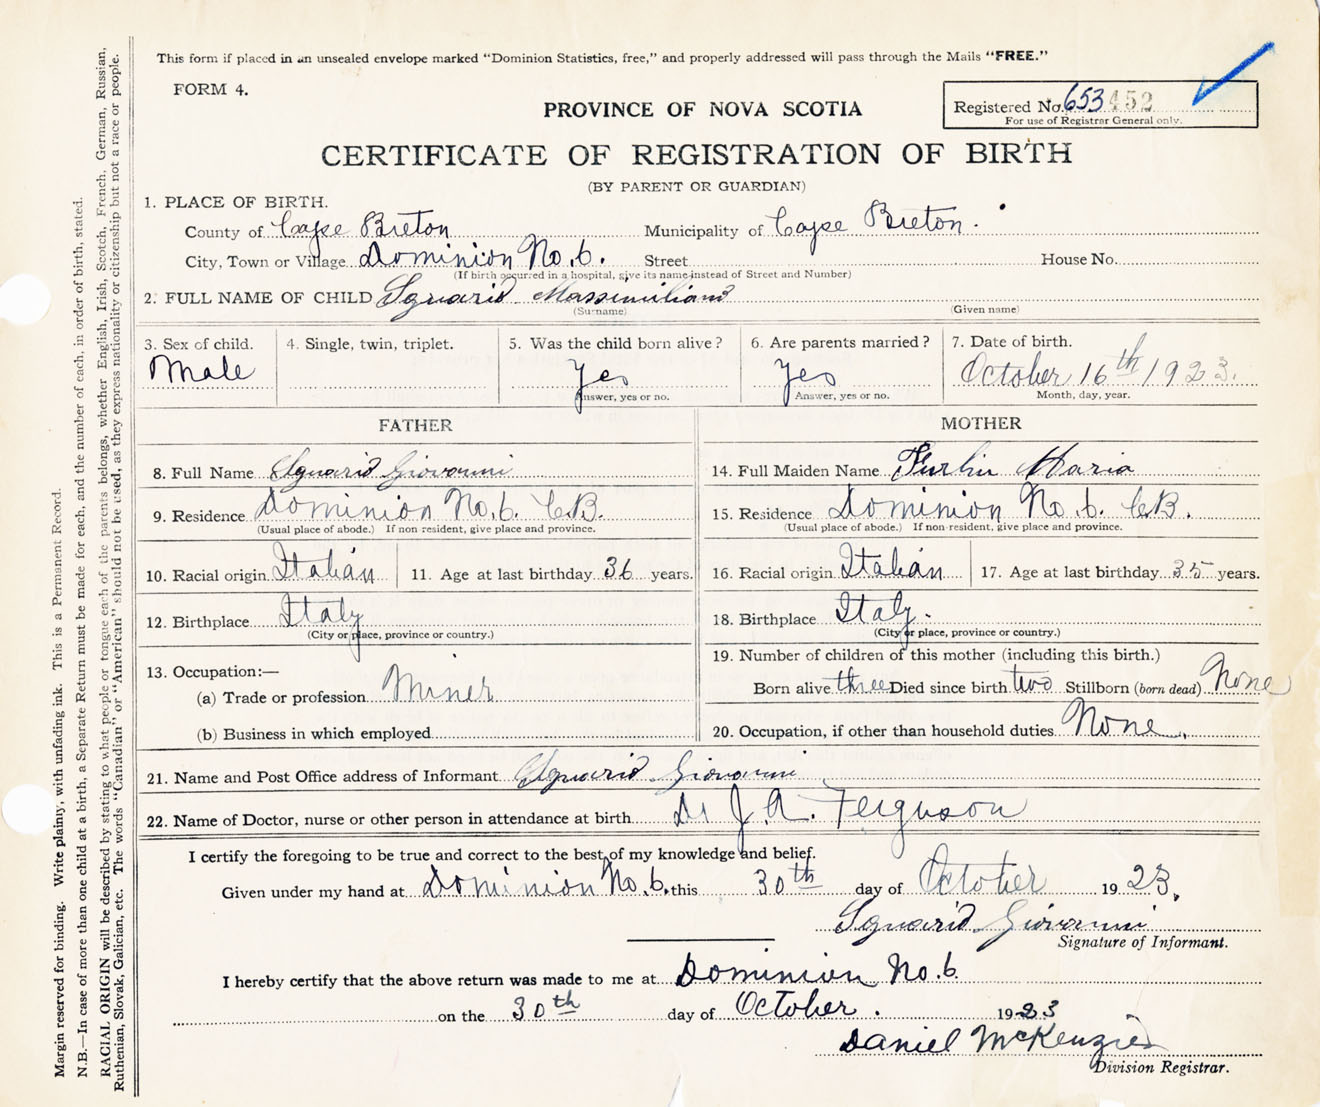 This form if placed in an unsealed envelope marked "Dominion Statistics, free," and properly addressed will pass through the Mails "FREE."
FORM 4.
PROVINCE OF NOVA SCOTIA
Registered No. 653452
For use of Registrar General only.
CERTIFICATE OF REGISTRATION OF BIRTH
(BY PARENT OR GUARDIAN)
1. PLACE OF BIRTH.
County of Cape Breton Municipality of Cape Breton.
City, Town or Village Dominion No. 6. Street House No.
(If birth occurred in a hospital, give its name instead of Street and Number)
2. FULL NAME OF CHILD Sguarid Massimiliano
(Surname) (Given name)
3. Sex of child. 4. Single, twin, triplet. 5. Was the child born alive? 6. Are parents married? 7. Date of birth.
Male Yes Yes October 16th 1923.
Answer, yes or no. Answer, yes or no. Month, day, year.
FATHER MOTHER
8. Full Name Sguarid Giovanni 14. Full Maiden Name Maria
9. Residence Dominion No. 6. C.B. 15. Residence Dominion No. 6. C.B.
(Usual place of abode.) If non resident, give place and province. (Usual place of abode.) If non-resident, give place and province.
10. Racial origin Italian 11. Age at last birthday 36 years. 16. Racial origin Italian 17. Age at last birthday 35 years.
12. Birthplace Italy 18. Birthplace Italy.
(City or place, province or country.) (City or place, province or country.)
13. Occupation:— 19. Number of children of this mother (including this birth.)
(a) Trade or profession Miner Born alive three Died since birth two Stillborn (born dead) None
(b) Business in which employed 20. Occupation, if other than household duties None.
21. Name and Post Office address of Informant Sguarid Giovanni
22. Name of Doctor, nurse or other person in attendance at birth Dr J. A. Ferguson
I certify the foregoing to be true and correct to the best of my knowledge and belief.
Given under my hand at Dominion No. 6. this 30th day of October 1923.
Sguarid Giovanni
Signature of Informant.
I hereby certify that the above return was made to me at Dominion No. 6.
on the 30th day of October. 1923
Daniel McKenzie
Division Registrar.
Margin reserved for binding. Write plainly, with unfading ink. This is a Permanent Record.
N.B.—In case of more than one child at a birth, a Separate Return must be made for each, and the number of each, in order of birth, stated.
RACIAL ORIGIN will be described by stating to what people or tongue each of the parents belongs, whether English, Irish, Scotch, French, German, Russian,
Ruthenian, Slovak, Galician, etc. The words "Canadian" or "American" should not be used, as they express nationality or citizenship but not a race or people.